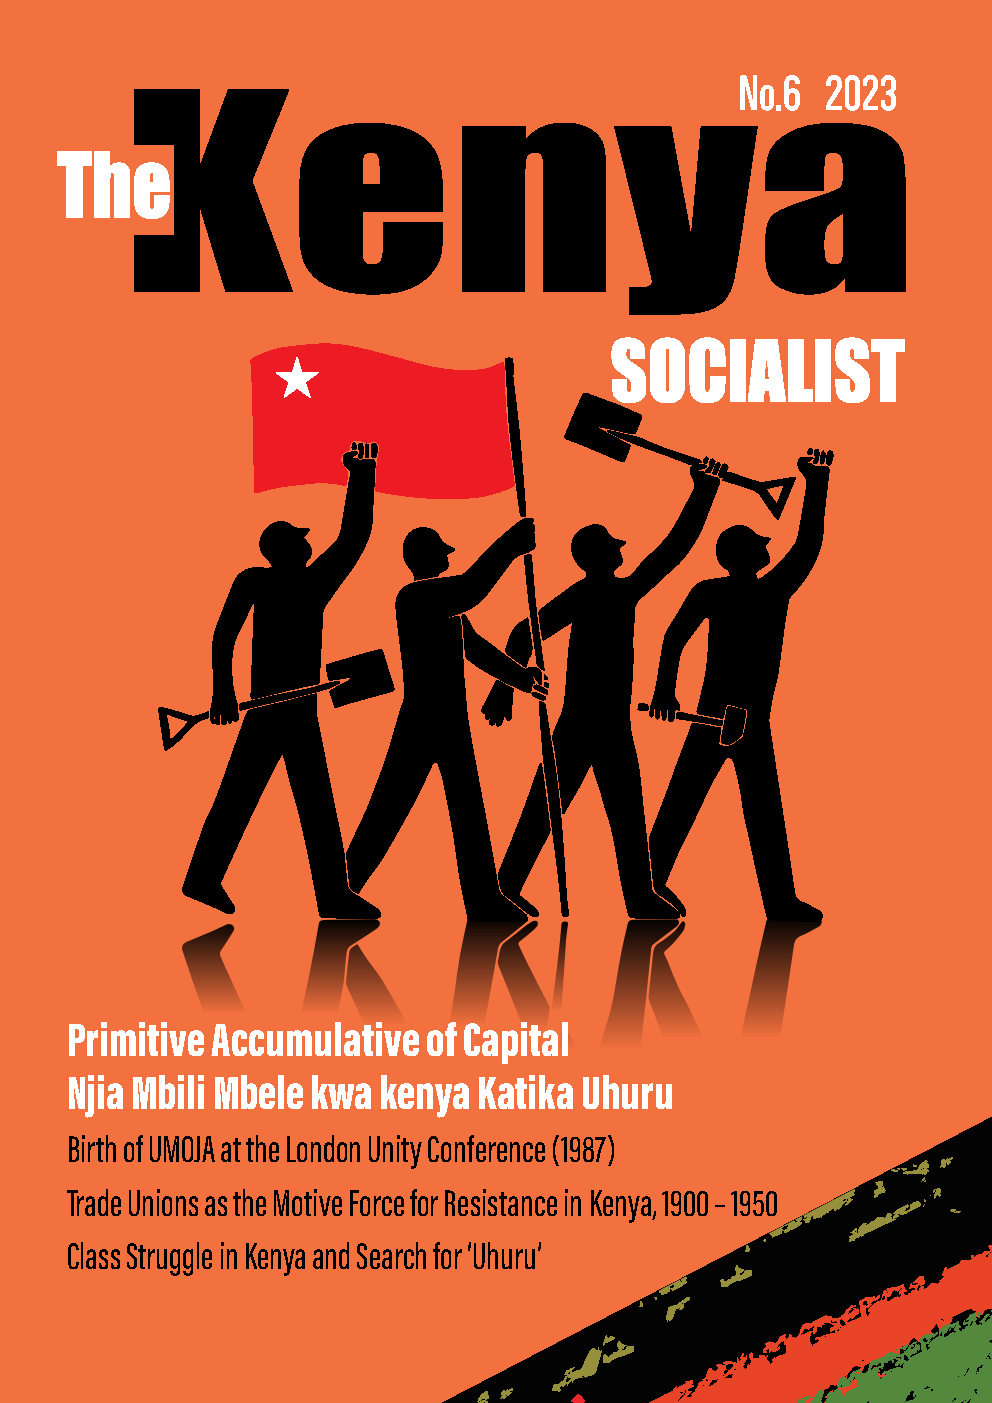 No.6 2023
The Kenya
SOCIALIST
Primitive Accumulative of Capital
Njia Mbili Mbele kwa kenya Katika Uhuru
Birth of UMOJA at the London Unity Conference (1987)
Trade Unions as the Motive Force for Resistance in Kenya, 1900 – 1950
Class Struggle in Kenya and Search for ‘Uhuru’